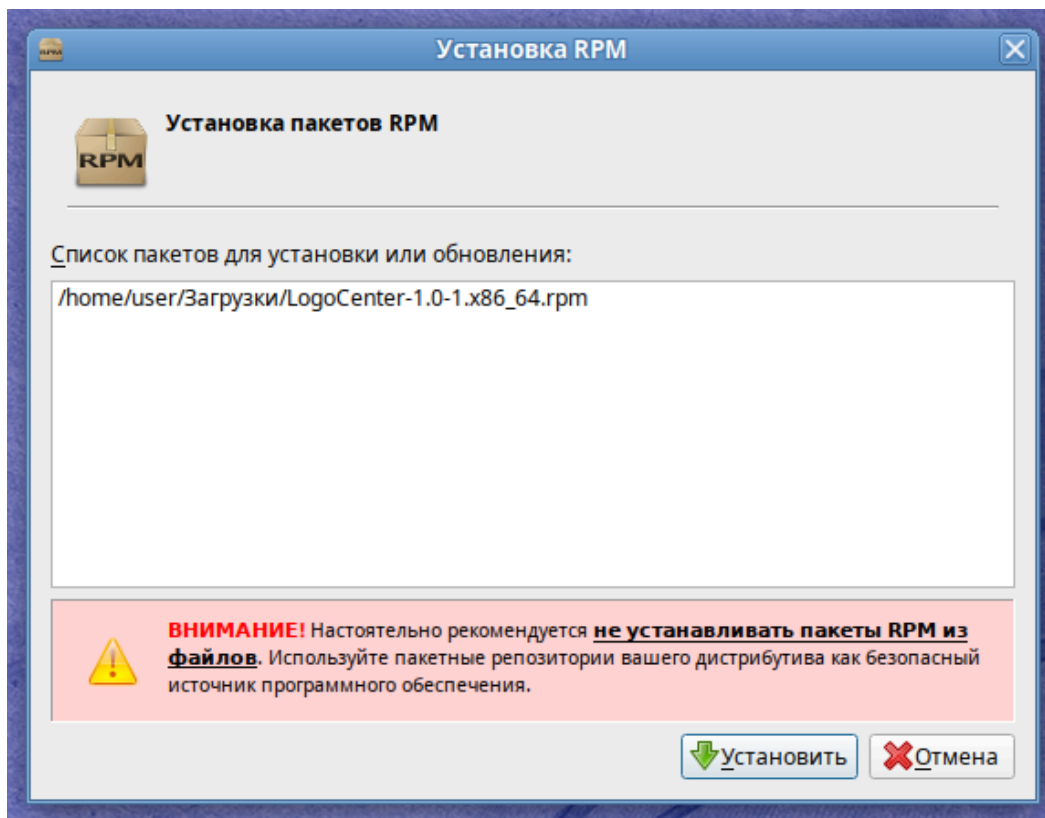 Установка RPM
Установка пакетов RPM
RPM
Список пакетов для установки или обновления:
/home/user/Загрузки/LogoCenter-1.0-1.x86_64.rpm
ВНИМАНИЕ! Настоятельно рекомендуется не устанавливать пакеты RPM из
файлов. Используйте пакетные репозитории вашего дистрибутива как безопасный
источник программного обеспечения.
Установить
Отмена